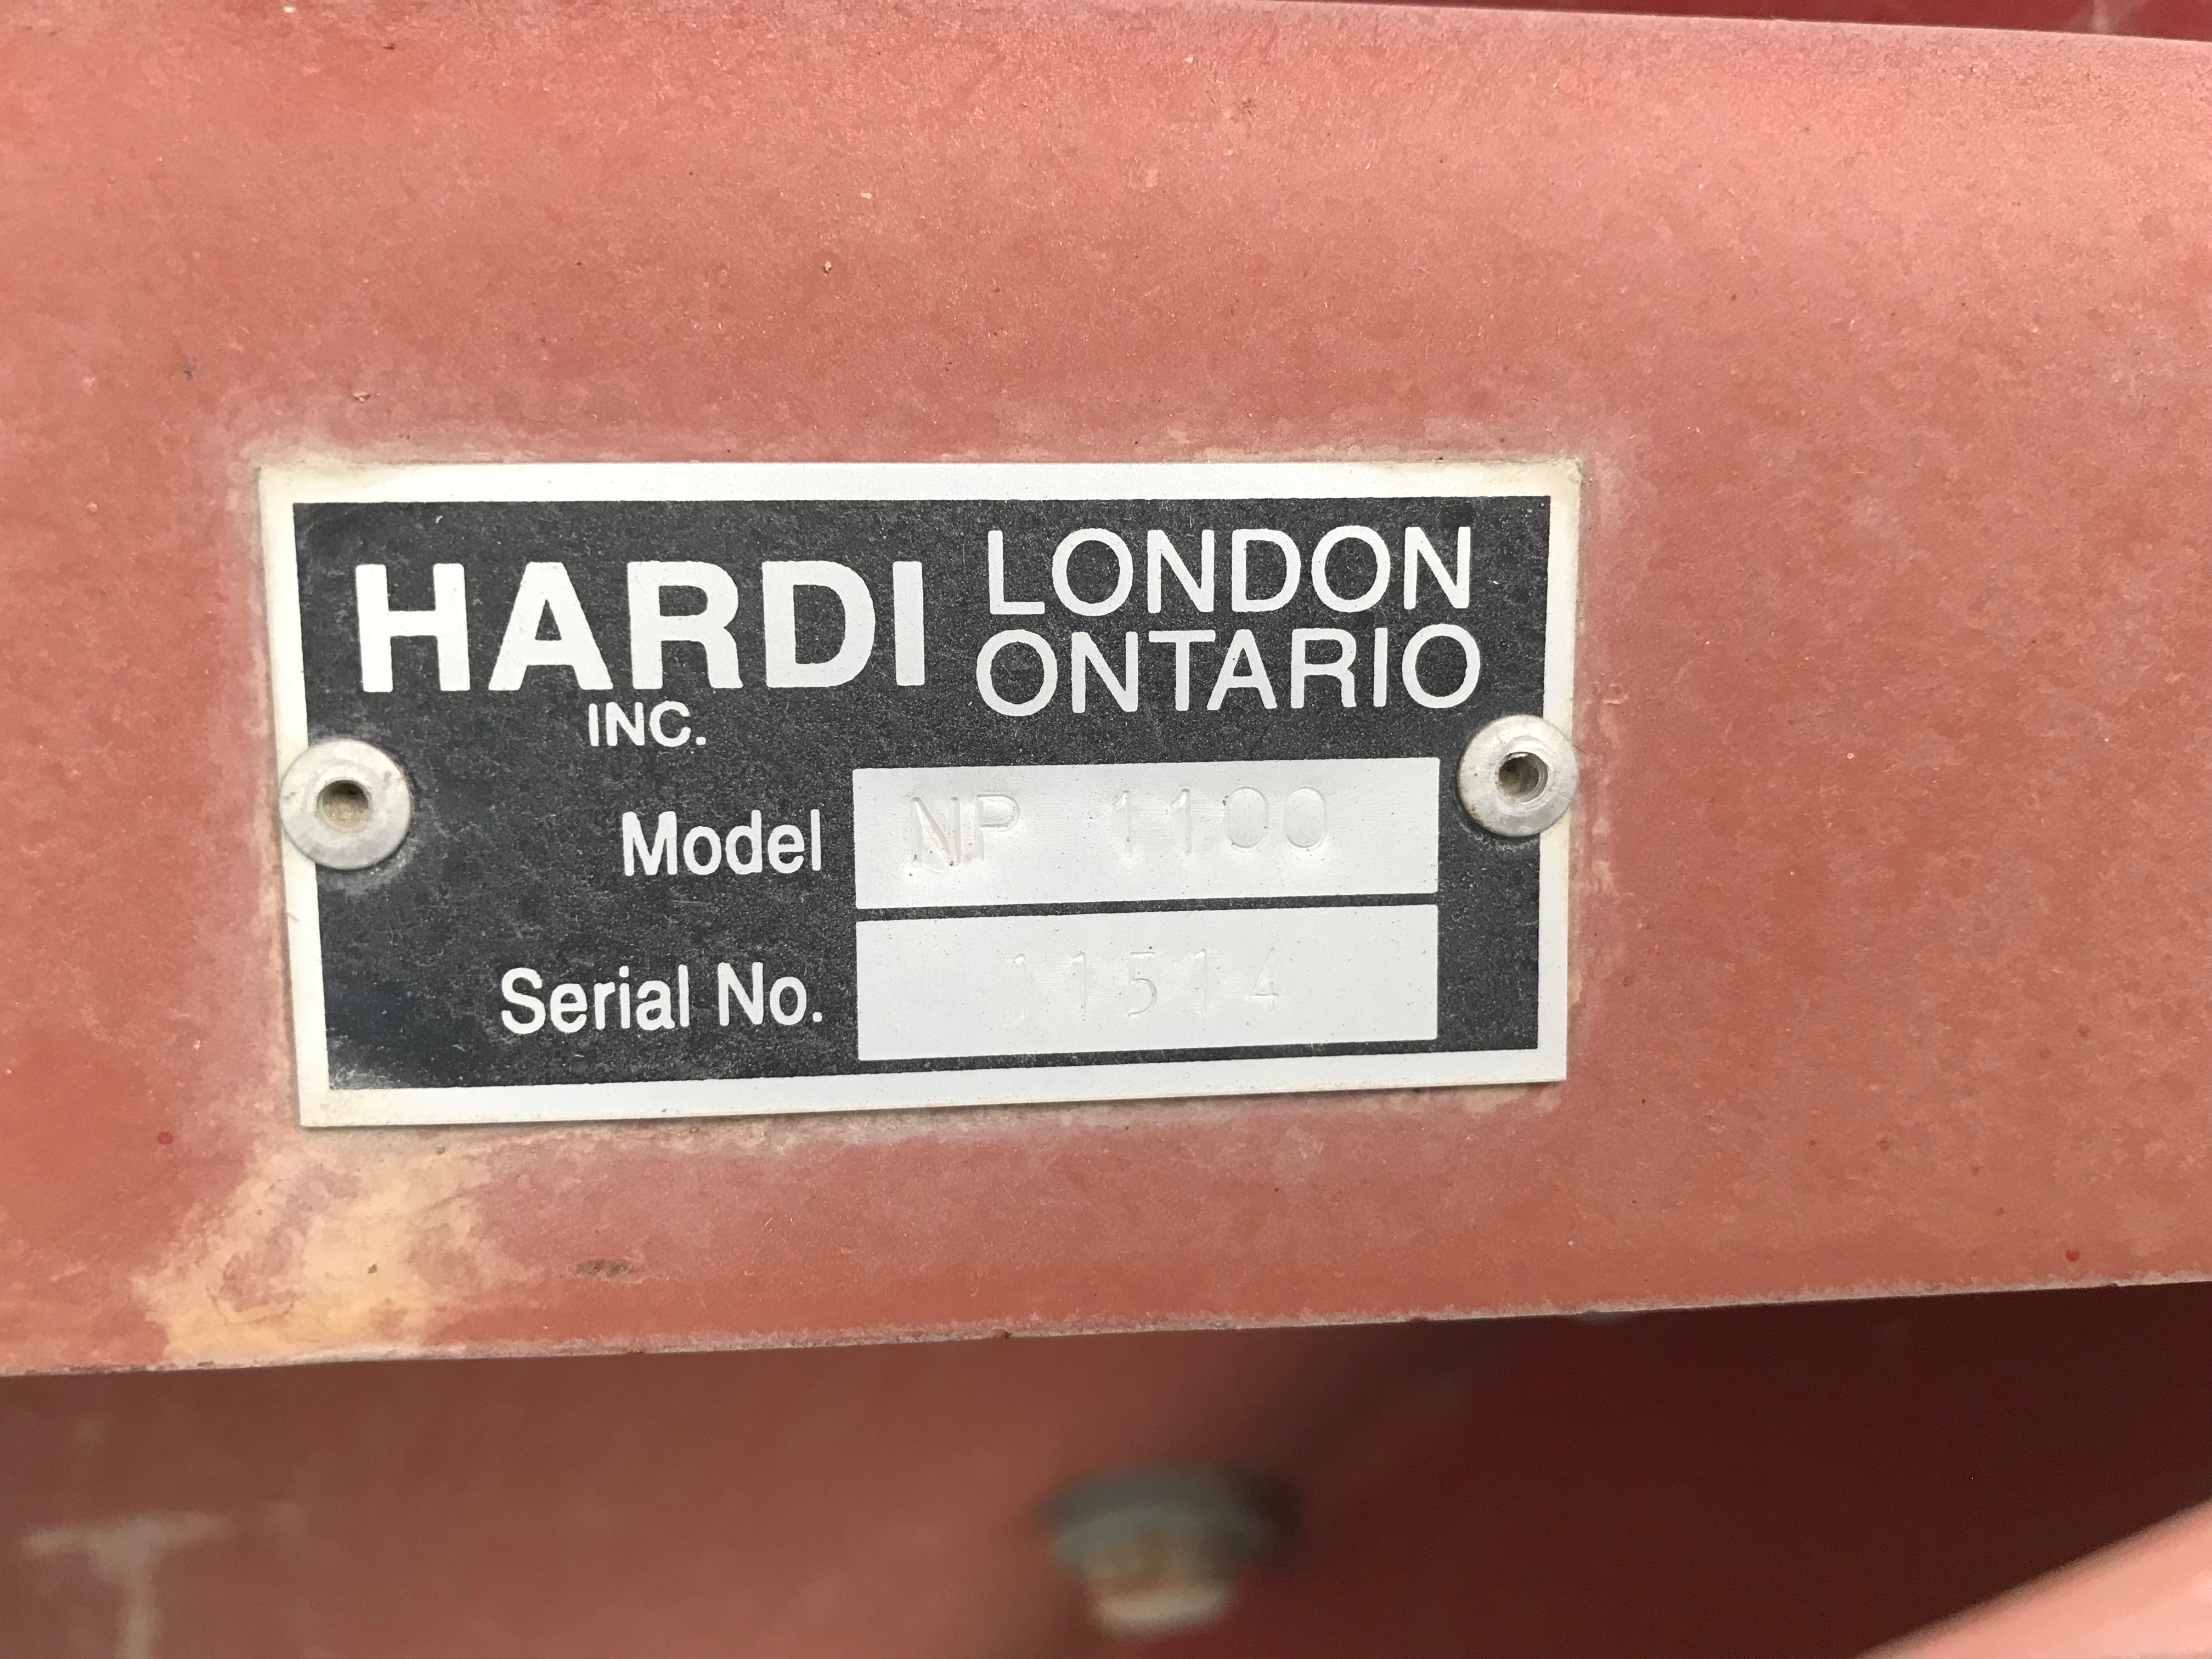 HARDI
INC.
LONDON
ONTARIO
Model NP 1100
Serial No. 11514